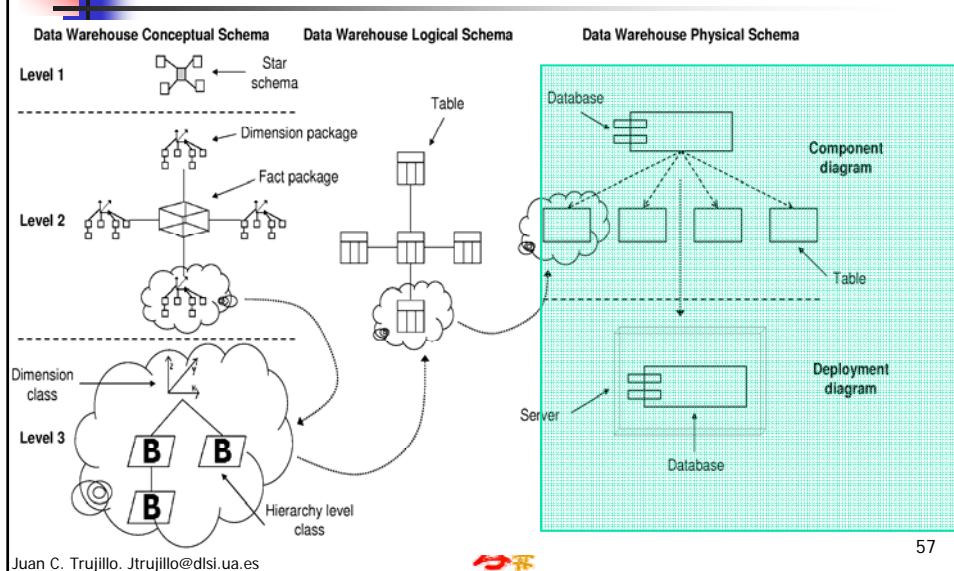 Data Warehouse Conceptual Schema
Data Warehouse Logical Schema
Data Warehouse Physical Schema
Level 1
Star
schema
Dimension package
Fact package
Level 2
Dimension
class
Level 3
B
B
B
Hierarchy level
class
Table
Database
Component
diagram
Table
Deployment
diagram
Server
Database
Juan C. Trujillo. Jtrujillo@dlsi.ua.es
57